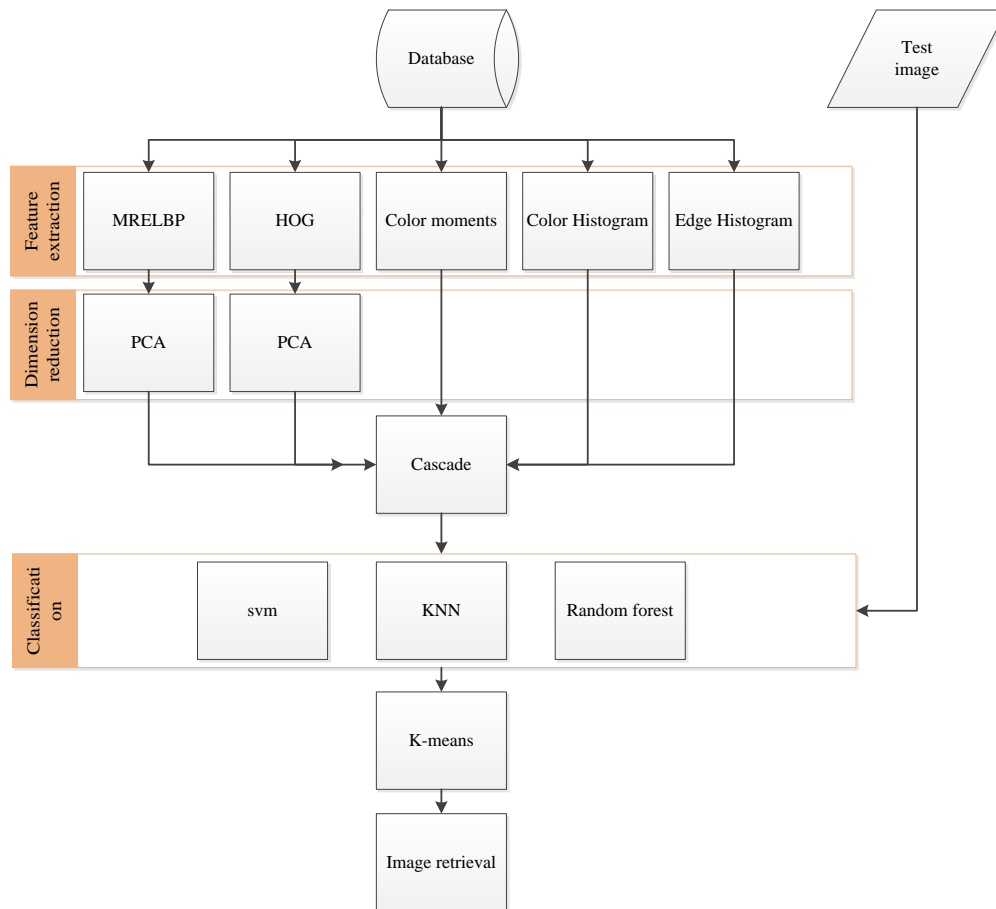 Database
Test
image
Feature
extraction
MRELBP
HOG
Color moments
Color Histogram
Edge Histogram
Dimension
reduction
PCA
PCA
Cascade
Classificati
on
svm
KNN
Random forest
K-means
Image retrieval